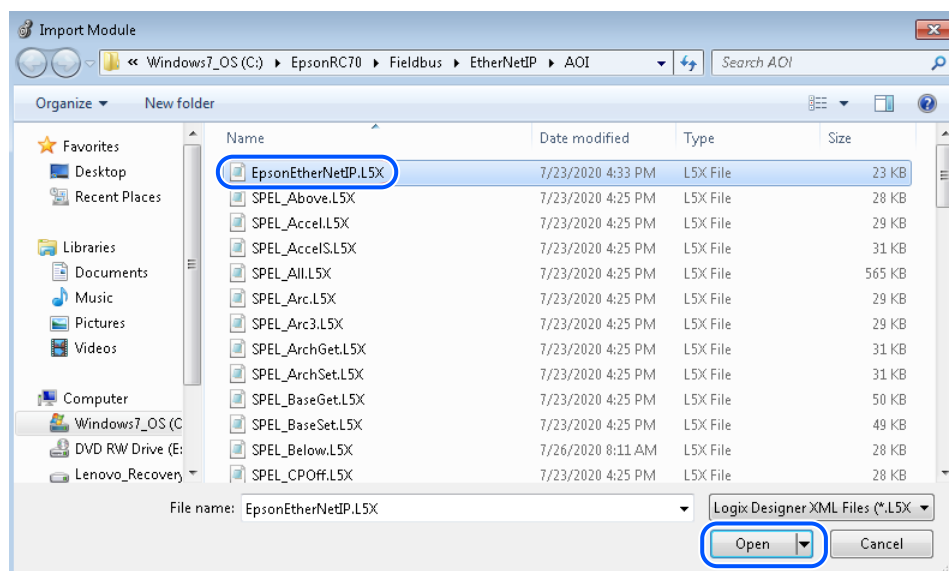 Import Module
« Windows7_OS (C:) ▸ EpsonRC70 ▸ Fieldbus ▸ EtherNetIP ▸ AOI Search AOI
Organize New folder
Name Date modified Type Size
Favorites
Desktop
Recent Places
Libraries
Documents
Music
Pictures
Videos
Computer
Windows7_OS (C
DVD RW Drive (E:
Lenovo_Recovery
EpsonEtherNetIP.L5X 7/23/2020 4:33 PM L5X File 23 KB
SPEL_Above.L5X 7/23/2020 4:25 PM L5X File 28 KB
SPEL_Accel.L5X 7/23/2020 4:25 PM L5X File 29 KB
SPEL_AccelS.L5X 7/23/2020 4:25 PM L5X File 31 KB
SPEL_All.L5X 7/23/2020 4:25 PM L5X File 565 KB
SPEL_Arc.L5X 7/23/2020 4:25 PM L5X File 29 KB
SPEL_Arc3.L5X 7/23/2020 4:25 PM L5X File 29 KB
SPEL_ArchGet.L5X 7/23/2020 4:25 PM L5X File 31 KB
SPEL_ArchSet.L5X 7/23/2020 4:25 PM L5X File 31 KB
SPEL_BaseGet.L5X 7/23/2020 4:25 PM L5X File 50 KB
SPEL_BaseSet.L5X 7/23/2020 4:25 PM L5X File 49 KB
SPEL_Below.L5X 7/26/2020 8:11 AM L5X File 28 KB
SPEL_CPOff.L5X 7/23/2020 4:25 PM L5X File 28 KB
File name: EpsonEtherNetIP.L5X Logix Designer XML Files (*.L5X
Open Cancel